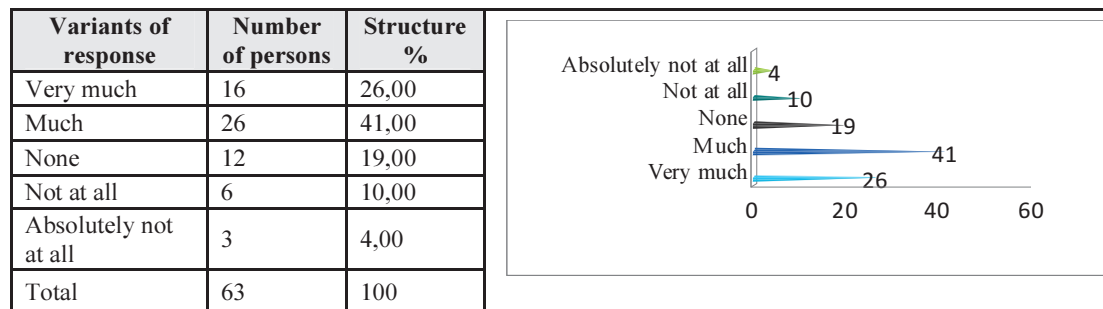 Variants of response Number of persons Structure %
Very much 16 26,00
Much 26 41,00
None 12 19,00
Not at all 6 10,00
Absolutely not at all 3 4,00
Total 63 100
Absolutely not at all 4
Not at all 10
None 19
Much 41
Very much 26
0 20 40 60